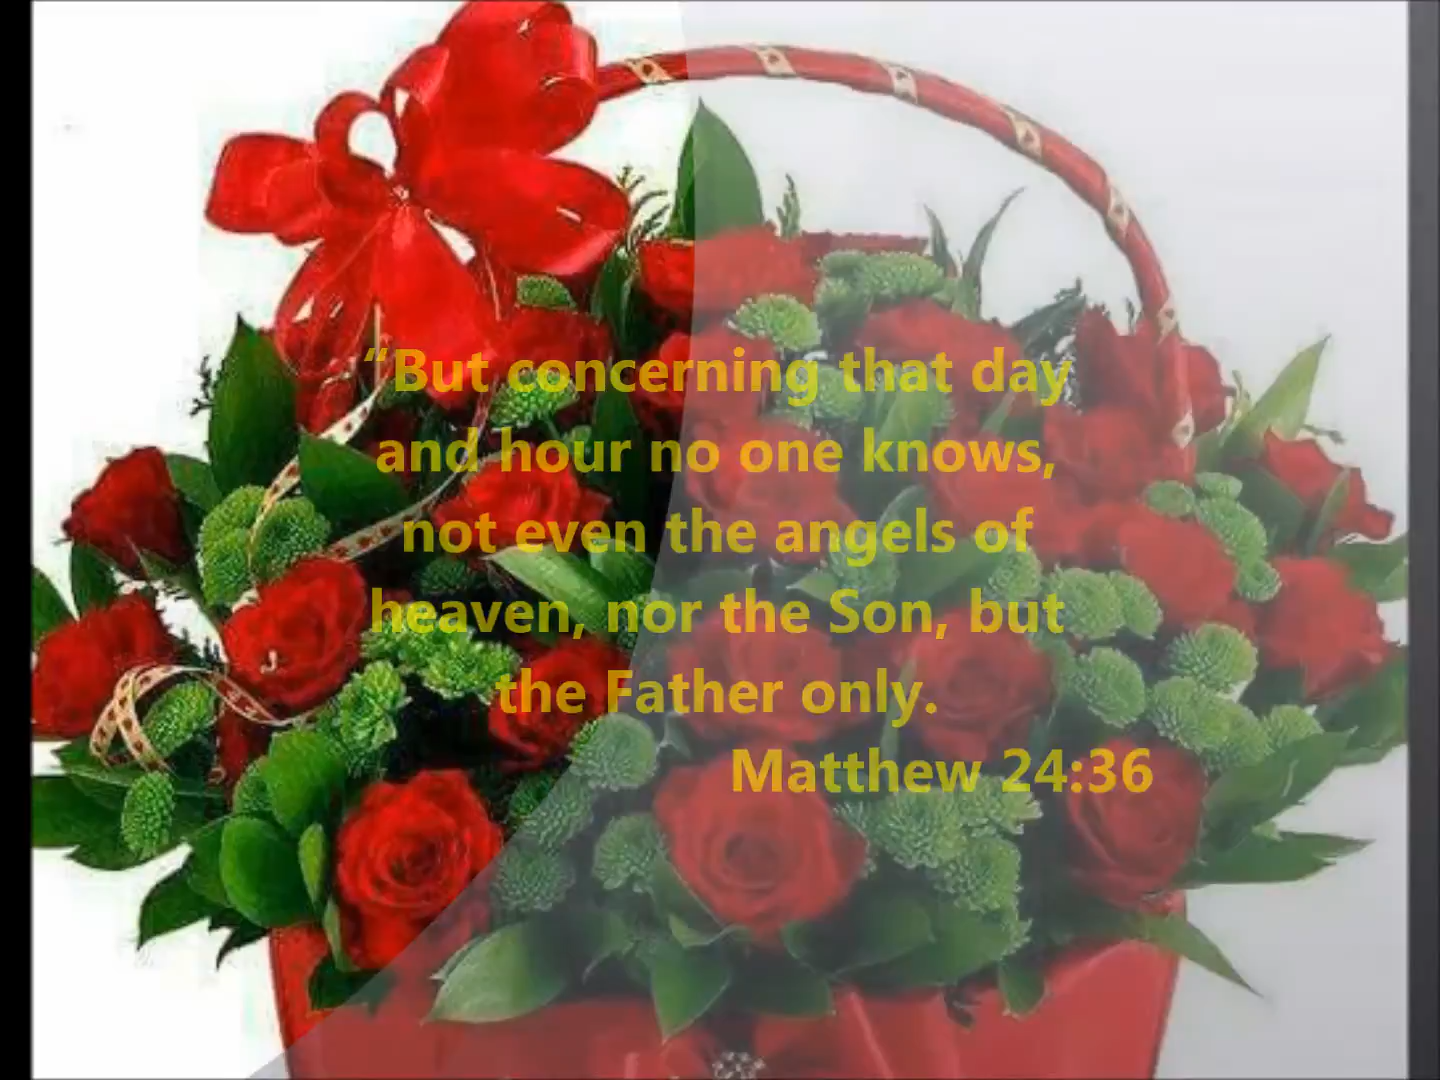 “But concerning that day
and hour no one knows,
not even the angels of
heaven, nor the Son, but
the Father only.
Matthew 24:36